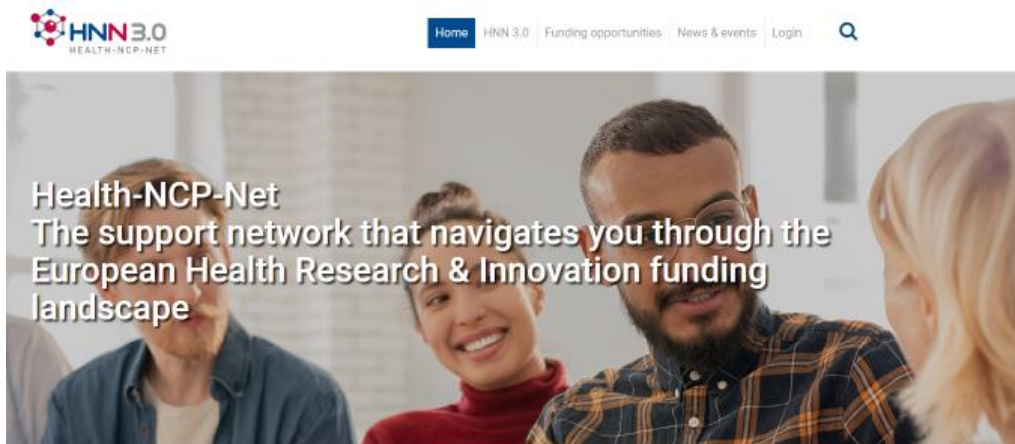 HNN 3.0
HEALTH-NCP-NET
Home HNN 3.0 Funding opportunities News & events Login
Health-NCP-Net
The support network that navigates you through the
European Health Research & Innovation funding
landscape